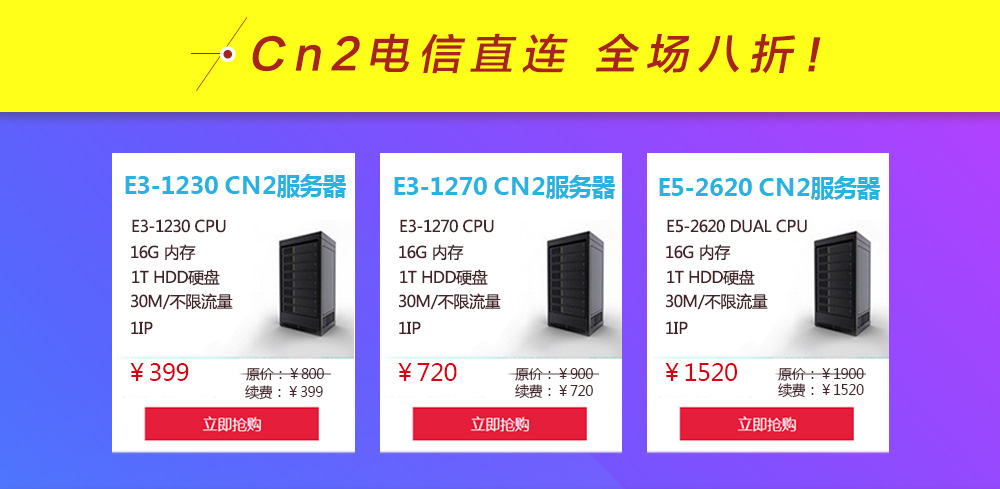 Cn2电信直连 全场八折!
E3-1230 CN2服务器
E3-1230 CPU
16G 内存
1T HDD硬盘
30M/不限流量
1IP
¥399
原价：¥800
续费：¥399
立即抢购
E3-1270 CN2服务器
E3-1270 CPU
16G 内存
1T HDD硬盘
30M/不限流量
1IP
¥720
原价：¥900
续费：¥720
立即抢购
E5-2620 CN2服务器
E5-2620 DUAL CPU
16G 内存
1T HDD硬盘
30M/不限流量
1IP
¥1520
原价：¥1900
续费：¥1520
立即抢购